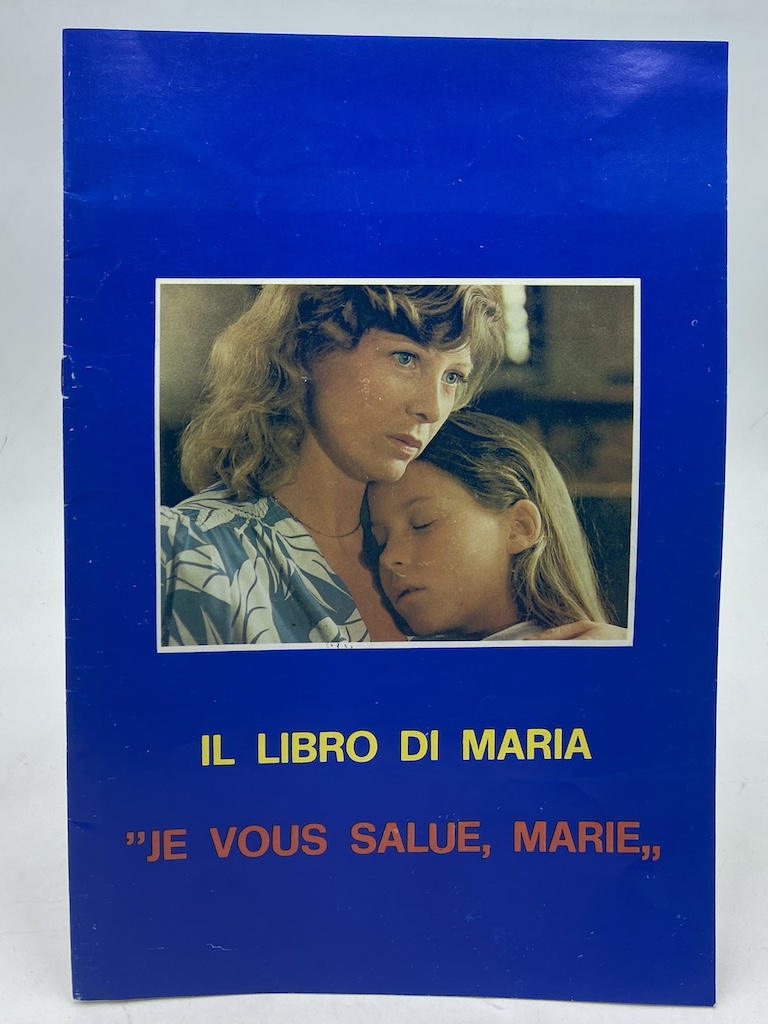 IL LIBRO DI MARIA
”JE VOUS SALUE, MARIE„